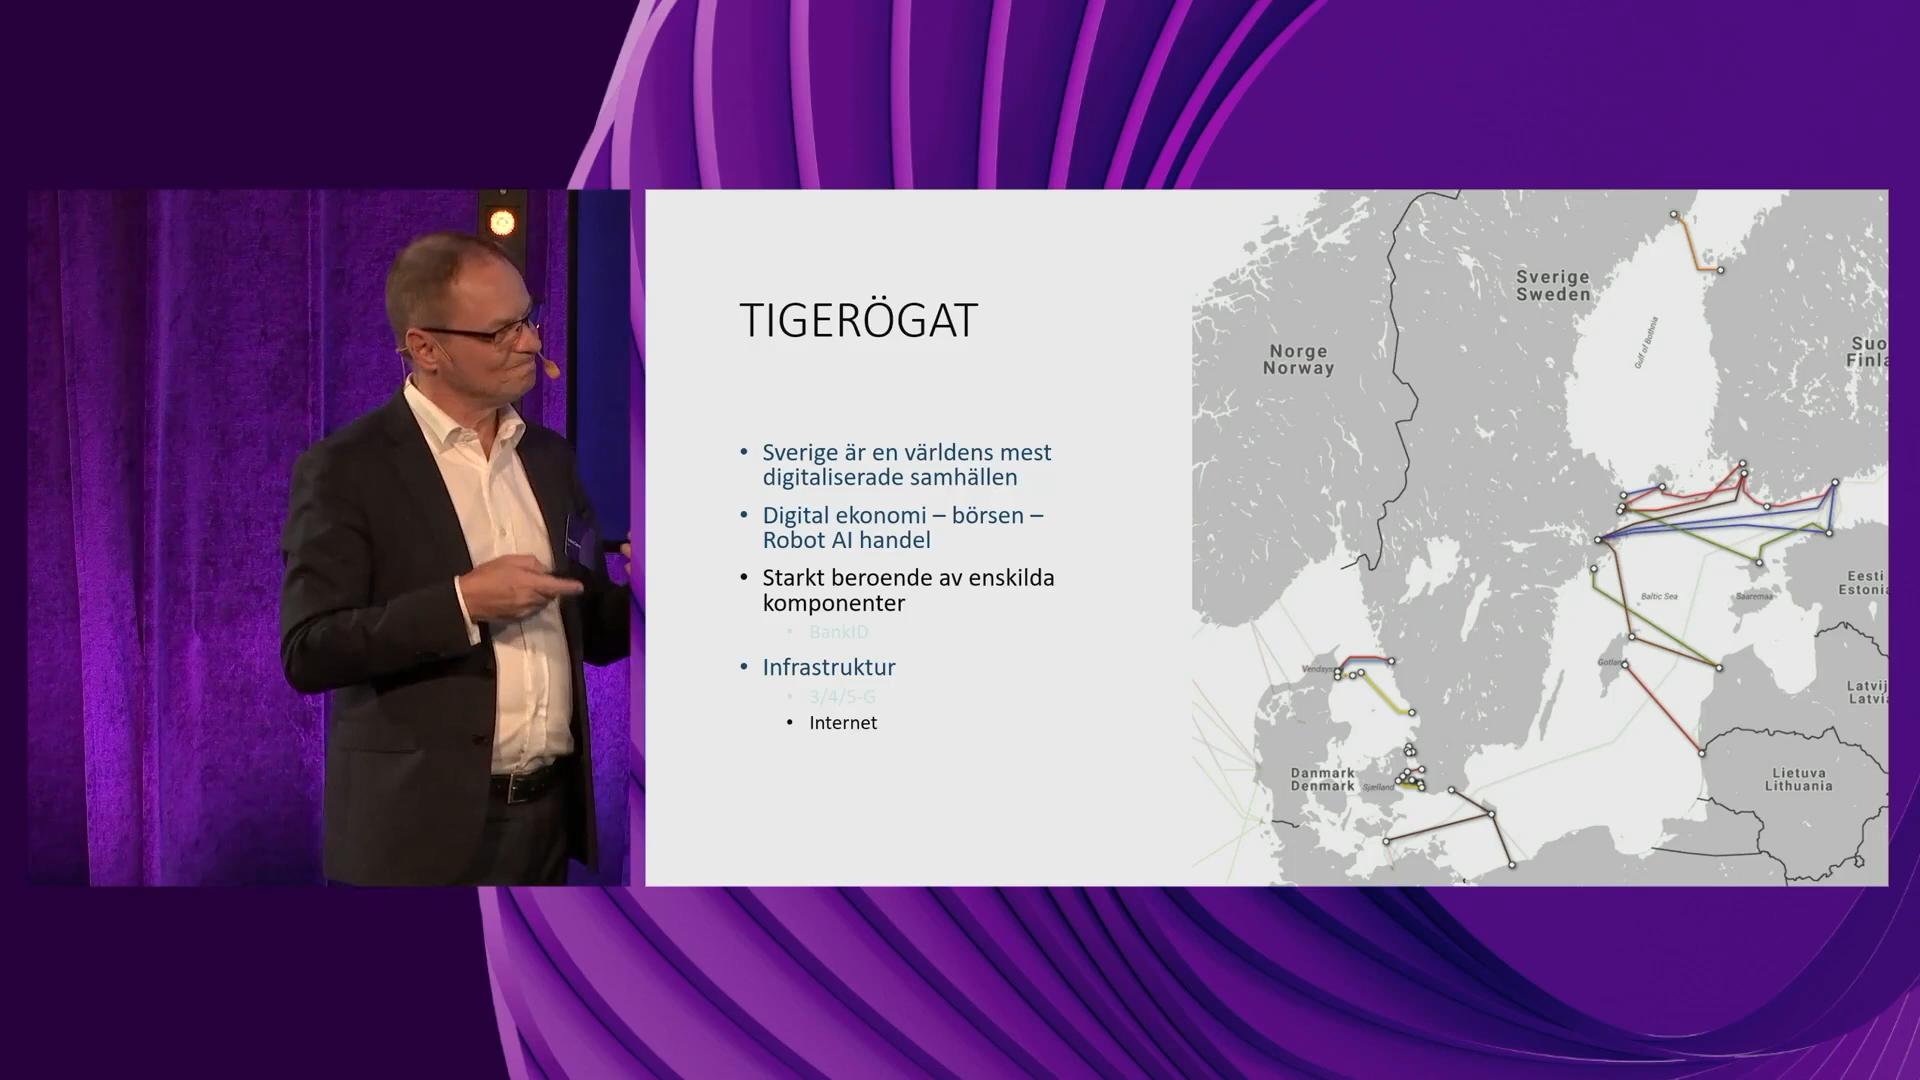 TIGERÖGAT
• Sverige är en världens mest
digitaliserade samhällen
• Digital ekonomi – börsen –
Robot AI handel
• Starkt beroende av enskilda
komponenter
• BankID
• Infrastruktur
• 3/4/5-G
• Internet
Sverige
Sweden
Norge
Norway
Gulf of Bothnia
Suo
Finla
Eesti
Estonia
Baltic Sea
Saaremaa
Gotland
Vendsys
Latvij
Latvia
Danmark
Denmark
Sjælland
Lietuva
Lithuania